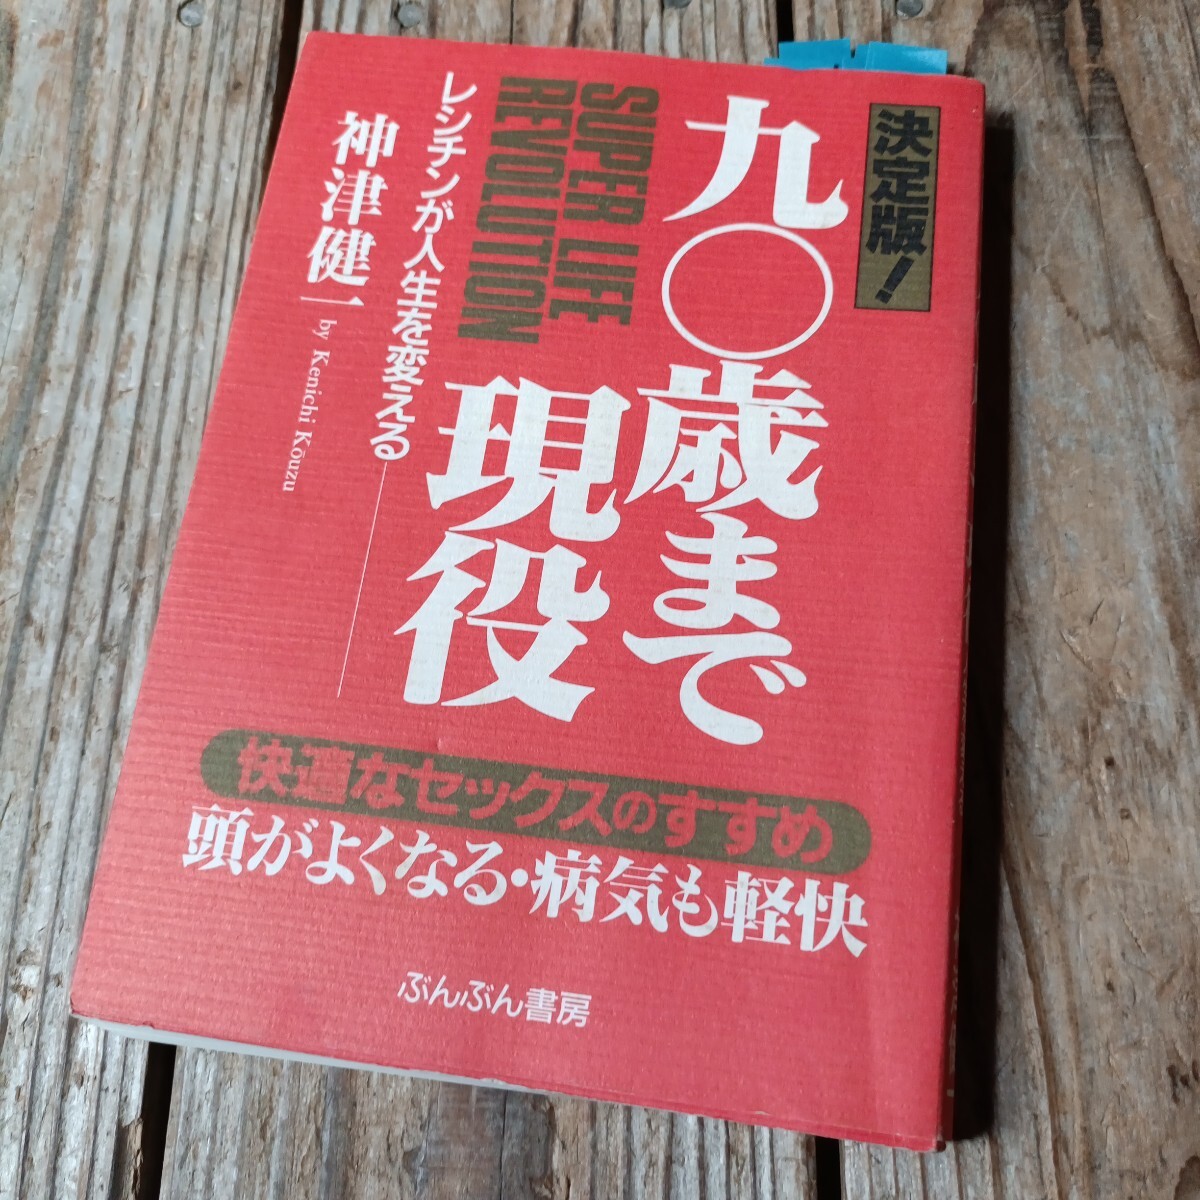 決定版!
九〇歳まで
現役
SUPER LIFE
REVOLUTION
レシチンが人生を変える
神津健一
by Kenichi Kōuzu
快適なセックスのすすめ
頭がよくなる・病気も軽快
ぶんぶん書房